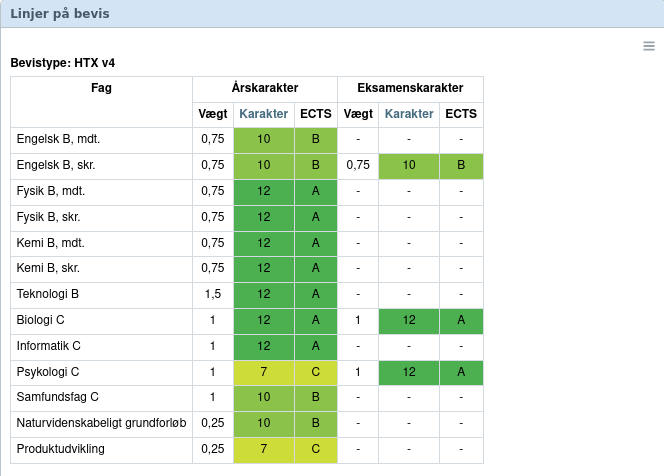 Linjer på bevis
Bevistype: HTX v4
Fag Årskarakter Eksamenskarakter
Vægt Karakter ECTS Vægt Karakter ECTS
Engelsk B, mdt. 0,75 10 B - - -
Engelsk B, skr. 0,75 10 B 0,75 10 B
Fysik B, mdt. 0,75 12 A - - -
Fysik B, skr. 0,75 12 A - - -
Kemi B, mdt. 0,75 12 A - - -
Kemi B, skr. 0,75 12 A - - -
Teknologi B 1,5 12 A - - -
Biologi C 1 12 A 1 12 A
Informatik C 1 12 A - - -
Psykologi C 1 7 C 1 12 A
Samfundsfag C 1 10 B - - -
Naturvidenskabeligt grundforløb 0,25 10 B - - -
Produktudvikling 0,25 7 C - - -